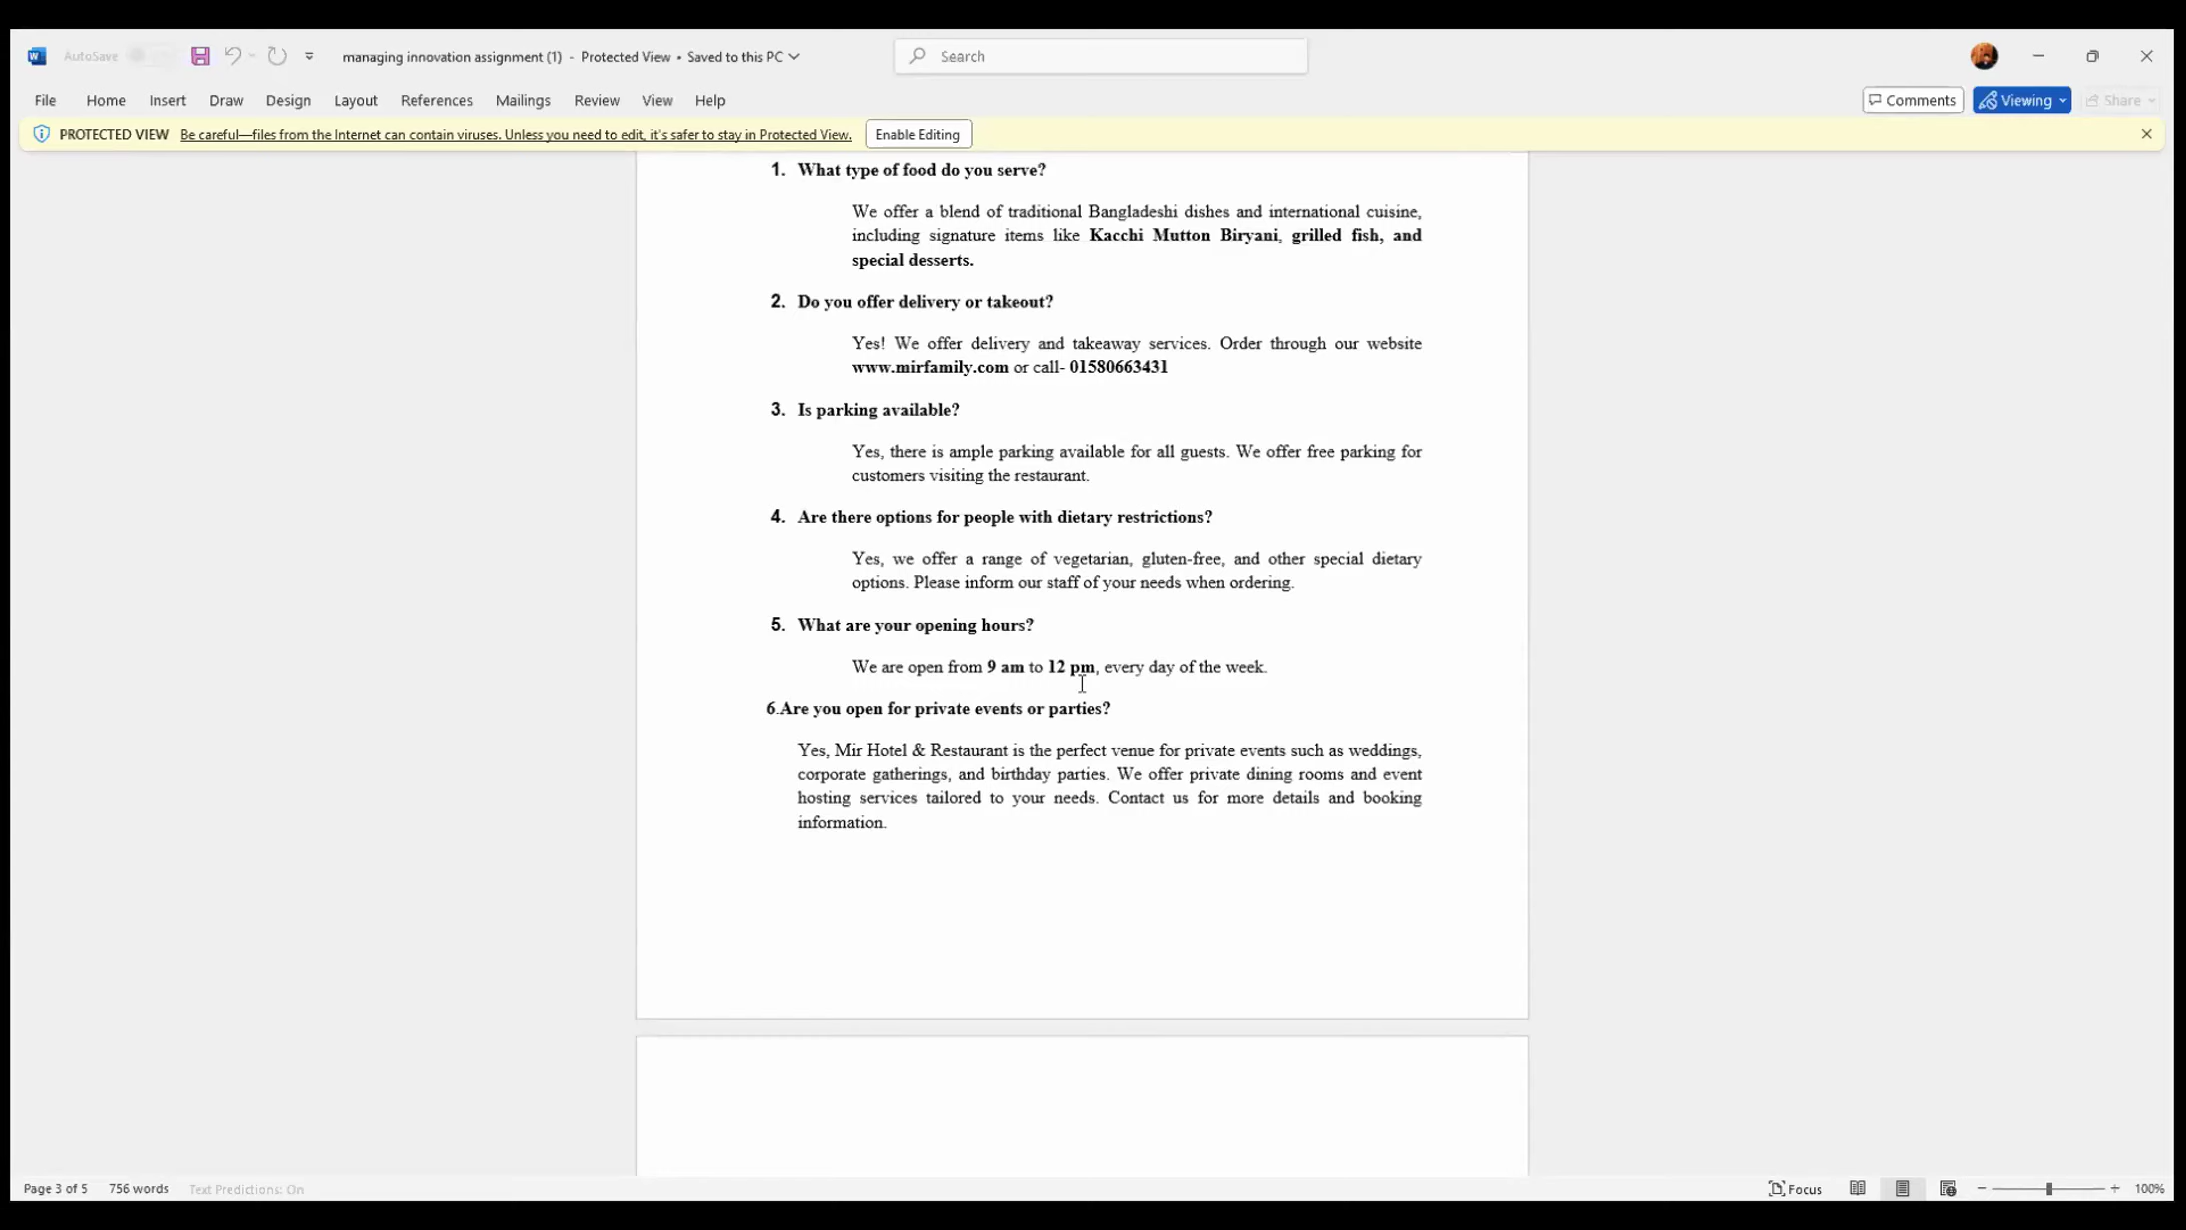 AutoSave
managing innovation assignment (1) - Protected View • Saved to this PC
Search
File Home Insert Draw Design Layout References Mailings Review View Help
Comments Viewing Share
PROTECTED VIEW Be careful—files from the Internet can contain viruses. Unless you need to edit, it's safer to stay in Protected View. Enable Editing
1. What type of food do you serve?
We offer a blend of traditional Bangladeshi dishes and international cuisine,
including signature items like Kacchi Mutton Biryani, grilled fish, and
special desserts.
2. Do you offer delivery or takeout?
Yes! We offer delivery and takeaway services. Order through our website
www.mirfamily.com or call- 01580663431
3. Is parking available?
Yes, there is ample parking available for all guests. We offer free parking for
customers visiting the restaurant.
4. Are there options for people with dietary restrictions?
Yes, we offer a range of vegetarian, gluten-free, and other special dietary
options. Please inform our staff of your needs when ordering.
5. What are your opening hours?
We are open from 9 am to 12 pm, every day of the week.
6.Are you open for private events or parties?
Yes, Mir Hotel & Restaurant is the perfect venue for private events such as weddings,
corporate gatherings, and birthday parties. We offer private dining rooms and event
hosting services tailored to your needs. Contact us for more details and booking
information.
Page 3 of 5 756 words Text Predictions: On
Focus
100%